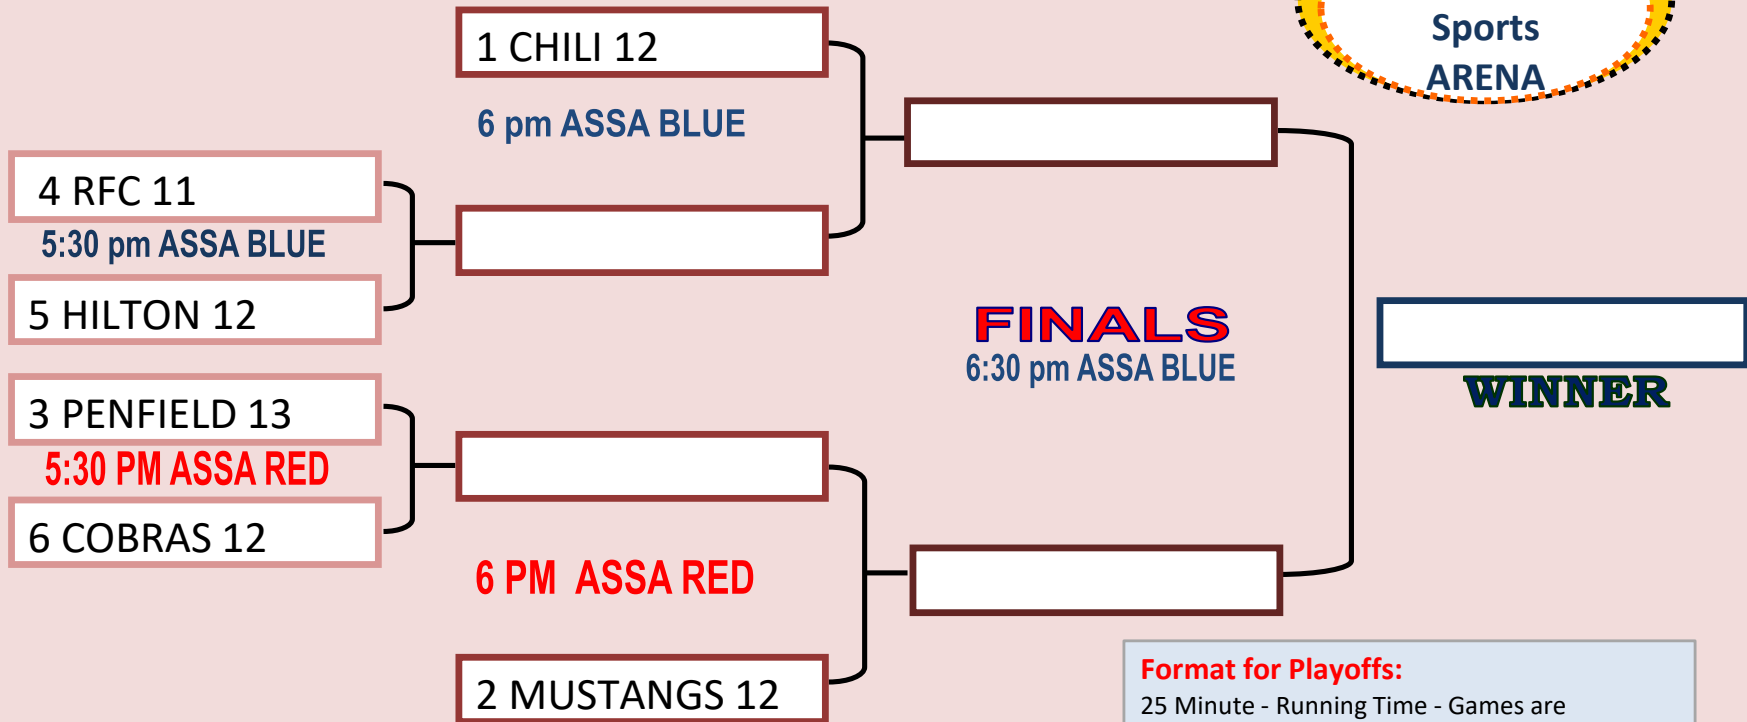 Sports
ARENA
1 CHILI 12
6 pm ASSA BLUE
4 RFC 11
5:30 pm ASSA BLUE
5 HILTON 12
3 PENFIELD 13
5:30 PM ASSA RED
6 COBRAS 12
6 PM ASSA RED
2 MUSTANGS 12
FINALS
6:30 pm ASSA BLUE
WINNER
Format for Playoffs:
25 Minute - Running Time - Games are